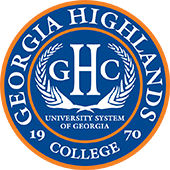 GEORGIA HIGHLANDS
GHC
UNIVERSITY SYSTEM
OF GEORGIA
19 70
COLLEGE